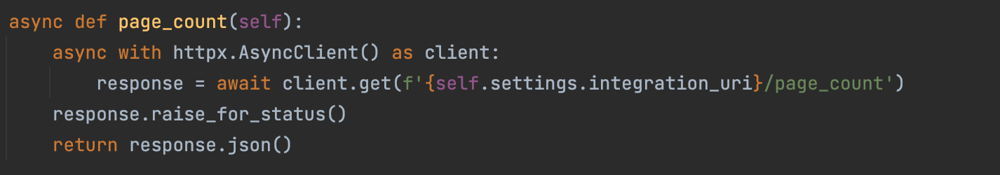 async def page_count(self):
    async with httpx.AsyncClient() as client:
        response = await client.get(f'{self.settings.integration_uri}/page_count')
    response.raise_for_status()
    return response.json()